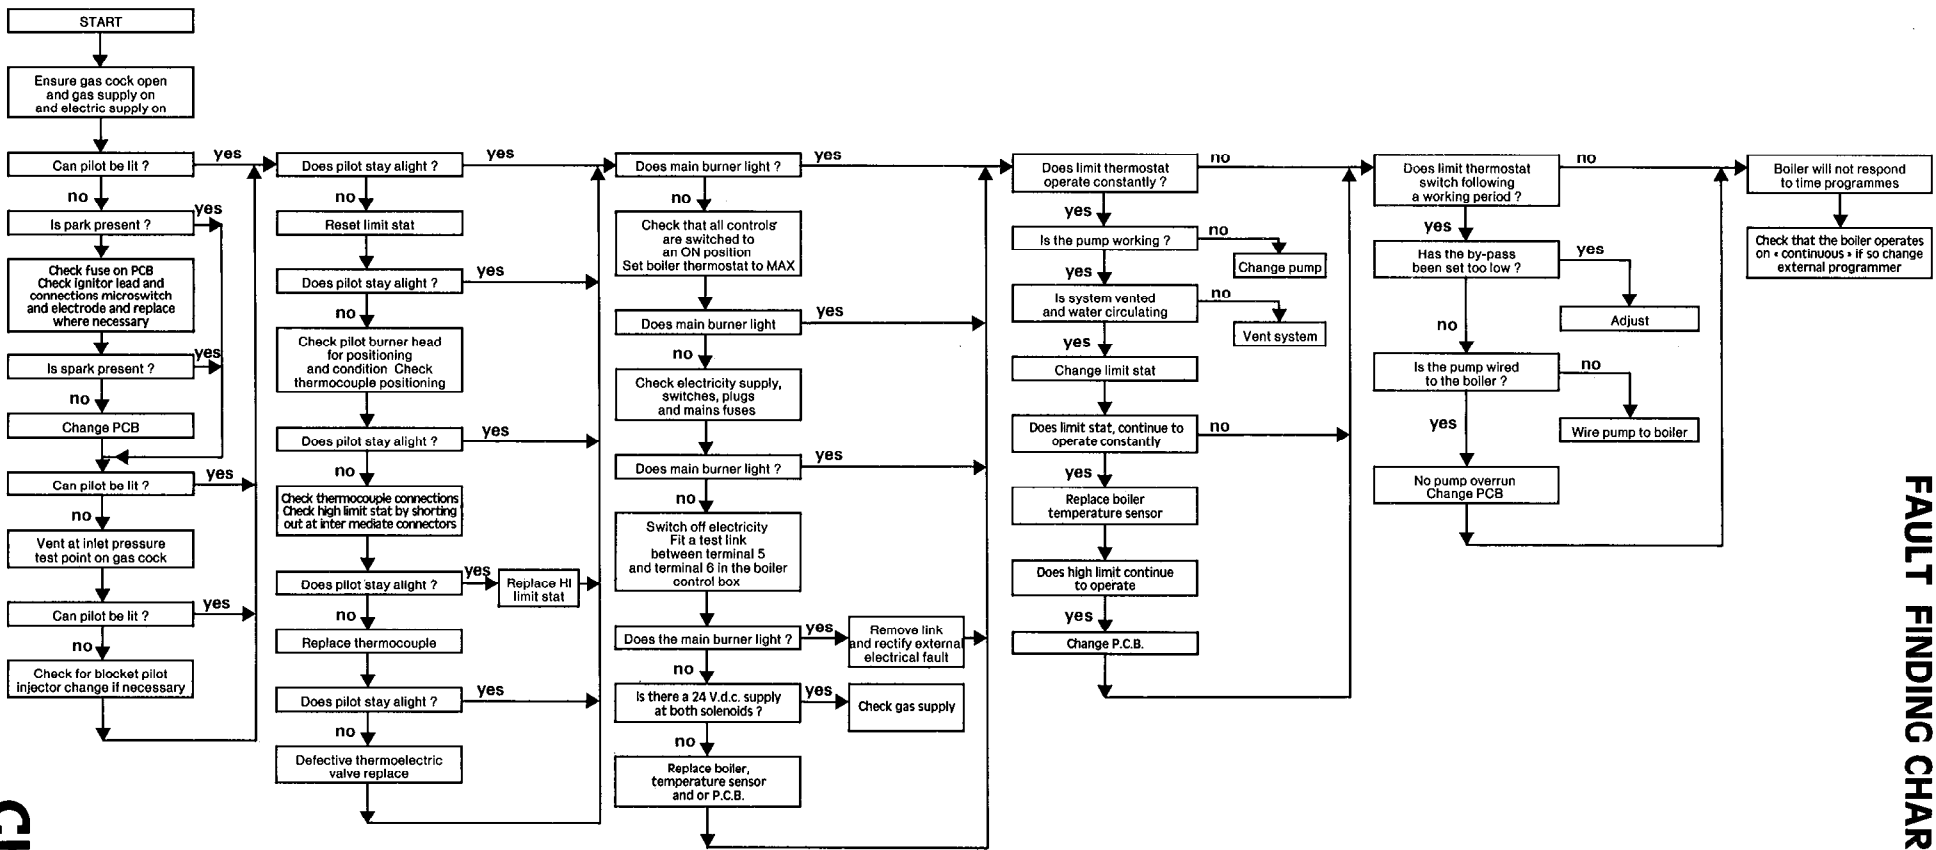 START
Ensure gas cock open
and gas supply on
and electric supply on
Can pilot be lit ?
yes
no
Is park present ?
yes
Check fuse on PCB
Check ignitor lead and
connections microswitch
and electrode and replace
where necessary
Is spark present ?
yes
no
Change PCB
Can pilot be lit ?
yes
no
Vent at inlet pressure
test point on gas cock
Can pilot be lit ?
yes
no
Check for blocket pilot
injector change if necessary
Does pilot stay alight ?
yes
no
Reset limit stat
Does pilot stay alight ?
yes
no
Check pilot burner head
for positioning
and condition Check
thermocouple positioning
Does pilot stay alight ?
yes
no
Check thermocouple connections
Check high limit stat by shorting
out at inter mediate connectors
Does pilot stay alight ?
yes
Replace HI
limit stat
no
Replace thermocouple
Does pilot stay alight ?
yes
no
Defective thermoelectric
valve replace
Does main burner light ?
yes
no
Check that all controls
are switched to
an ON position
Set boiler thermostat to MAX
Does main burner light
yes
no
Check electricity supply,
switches, plugs
and mains fuses
Does main burner light ?
yes
no
Switch off electricity
Fit a test link
between terminal 5
and terminal 6 in the boiler
control box
Does the main burner light ?
yes
Remove link
and rectify external
electrical fault
no
Is there a 24 V.d.c. supply
at both solenoids ?
yes
Check gas supply
no
Replace boiler,
temperature sensor
and or P.C.B.
Does limit thermostat
operate constantly ?
no
yes
Is the pump working ?
no
Change pump
yes
Is system vented
and water circulating
no
Vent system
yes
Change limit stat
Does limit stat, continue to
operate constantly
no
yes
Replace boiler
temperature sensor
Does high limit continue
to operate
yes
Change P.C.B.
Does limit thermostat
switch following
a working period ?
no
yes
Has the by-pass
been set too low ?
yes
Adjust
no
Is the pump wired
to the boiler ?
no
Wire pump to boiler
yes
No pump overrun
Change PCB
Boiler will not respond
to time programmes
Check that the boiler operates
on « continuous » if so change
external programmer
FAULT FINDING CHAR